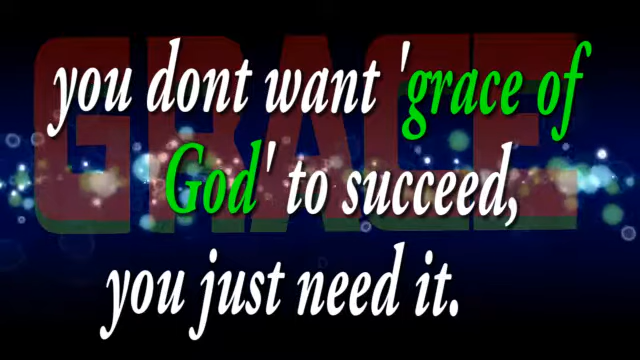 GRACE
you dont want 'grace of
God' to succeed,
you just need it.